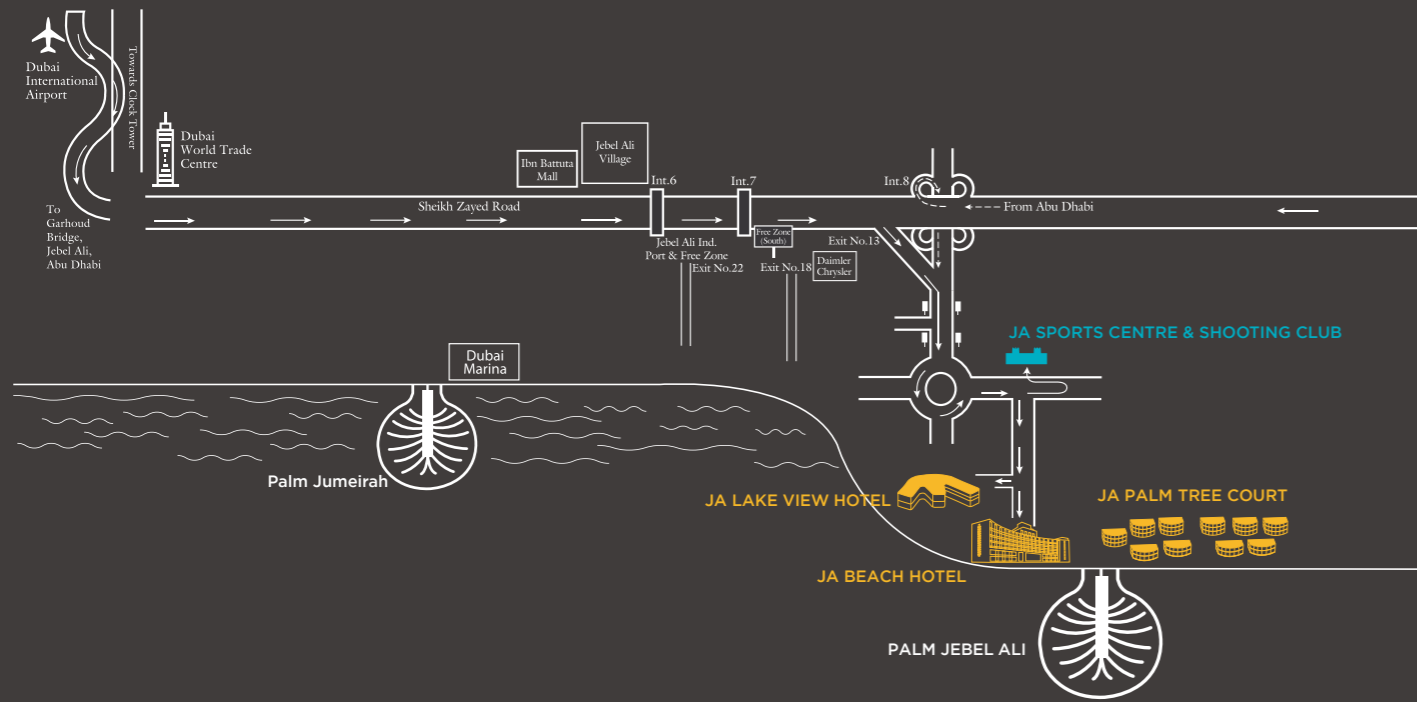 Dubai
International
Airport
Towards Clock Tower
Dubai
World Trade
Centre
To
Garhoud
Bridge,
Jebel Ali,
Abu Dhabi
Sheikh Zayed Road
Ibn Battuta
Mall
Jebel Ali
Village
Int.6
Int.7
Int.8
From Abu Dhabi
Jebel Ali Ind.
Port & Free Zone
Exit No.22
Free Zone
(South)
Exit No.18
Exit No.13
Daimler
Chrysler
JA SPORTS CENTRE & SHOOTING CLUB
Dubai
Marina
Palm Jumeirah
JA LAKE VIEW HOTEL
JA PALM TREE COURT
JA BEACH HOTEL
PALM JEBEL ALI